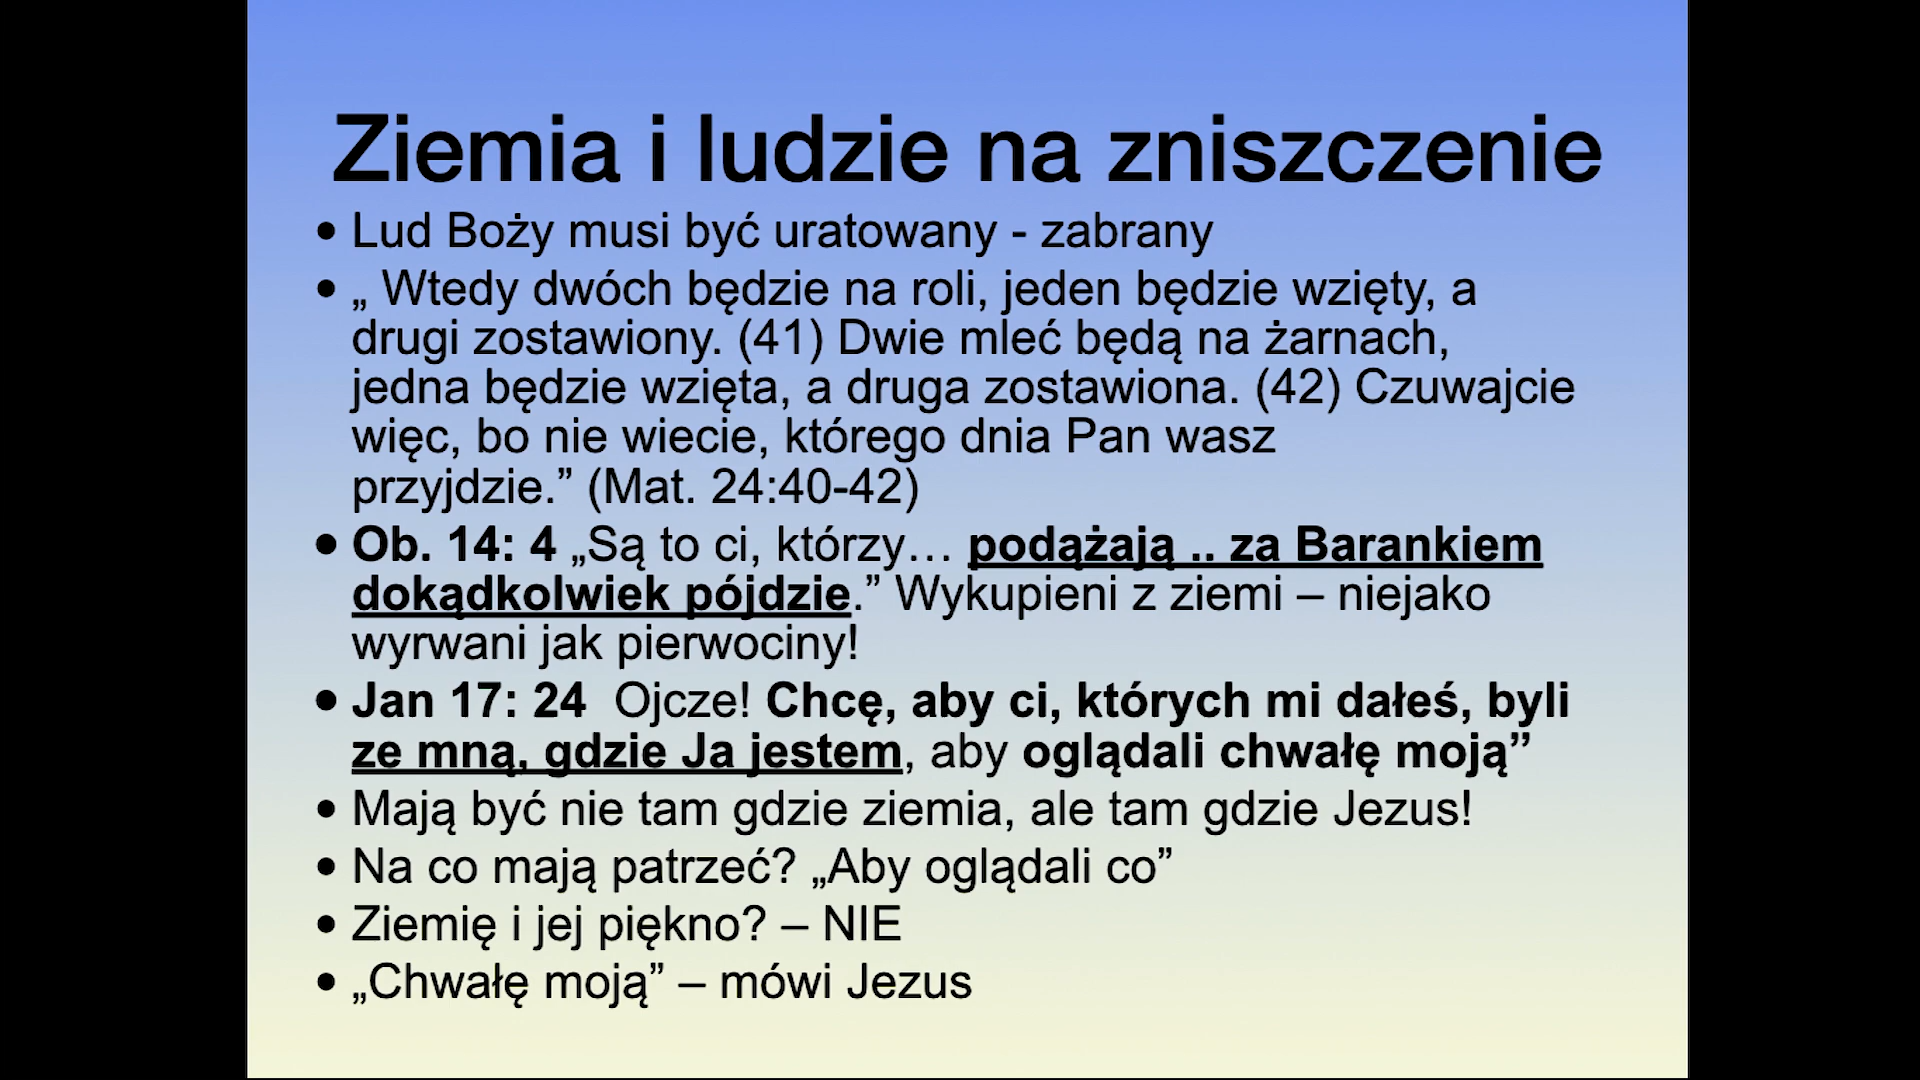 Ziemia i ludzie na zniszczenie
• Lud Boży musi być uratowany - zabrany
• „ Wtedy dwóch będzie na roli, jeden będzie wzięty, a
drugi zostawiony. (41) Dwie mleć będą na żarnach,
jedna będzie wzięta, a druga zostawiona. (42) Czuwajcie
więc, bo nie wiecie, którego dnia Pan wasz
przyjdzie.” (Mat. 24:40-42)
• Ob. 14: 4 „Są to ci, którzy… podążają .. za Barankiem
dokądkolwiek pójdzie.” Wykupieni z ziemi – niejako
wyrwani jak pierwociny!
• Jan 17: 24  Ojcze! Chcę, aby ci, których mi dałeś, byli
ze mną, gdzie Ja jestem, aby oglądali chwałę moją”
• Mają być nie tam gdzie ziemia, ale tam gdzie Jezus!
• Na co mają patrzeć? „Aby oglądali co”
• Ziemię i jej piękno? – NIE
• „Chwałę moją” – mówi Jezus